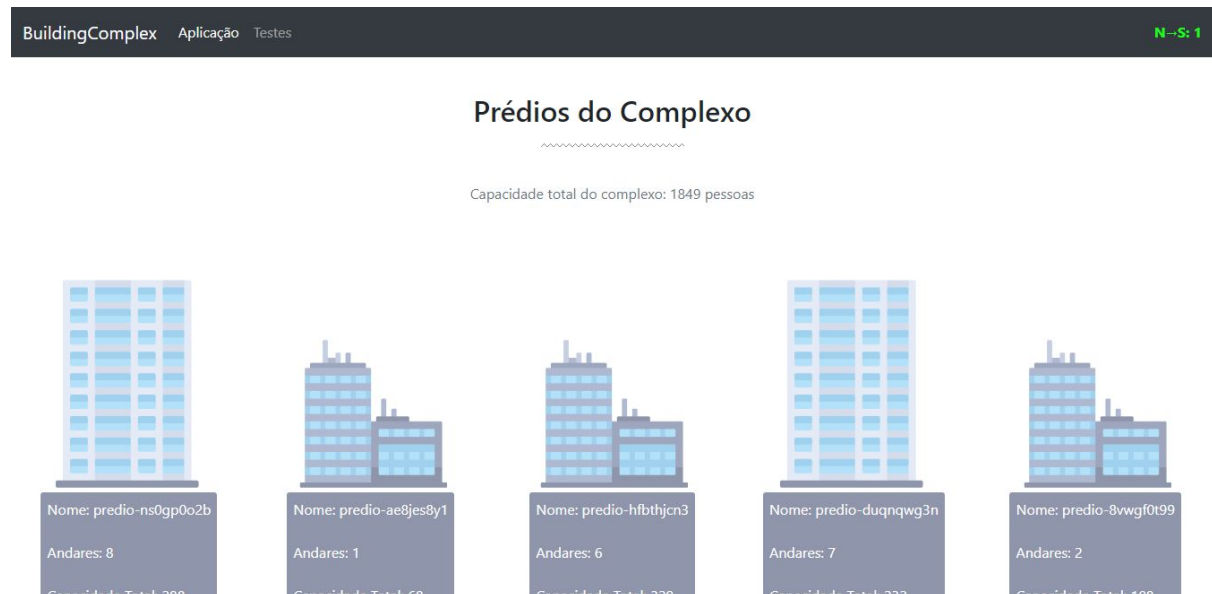 BuildingComplex Aplicação Testes N→S: 1
Prédios do Complexo
Capacidade total do complexo: 1849 pessoas
Nome: predio-ns0gp0o2b
Andares: 8
Nome: predio-ae8jes8y1
Andares: 1
Nome: predio-hfbthjcn3
Andares: 6
Nome: predio-duqnqwg3n
Andares: 7
Nome: predio-8vwgf0t99
Andares: 2